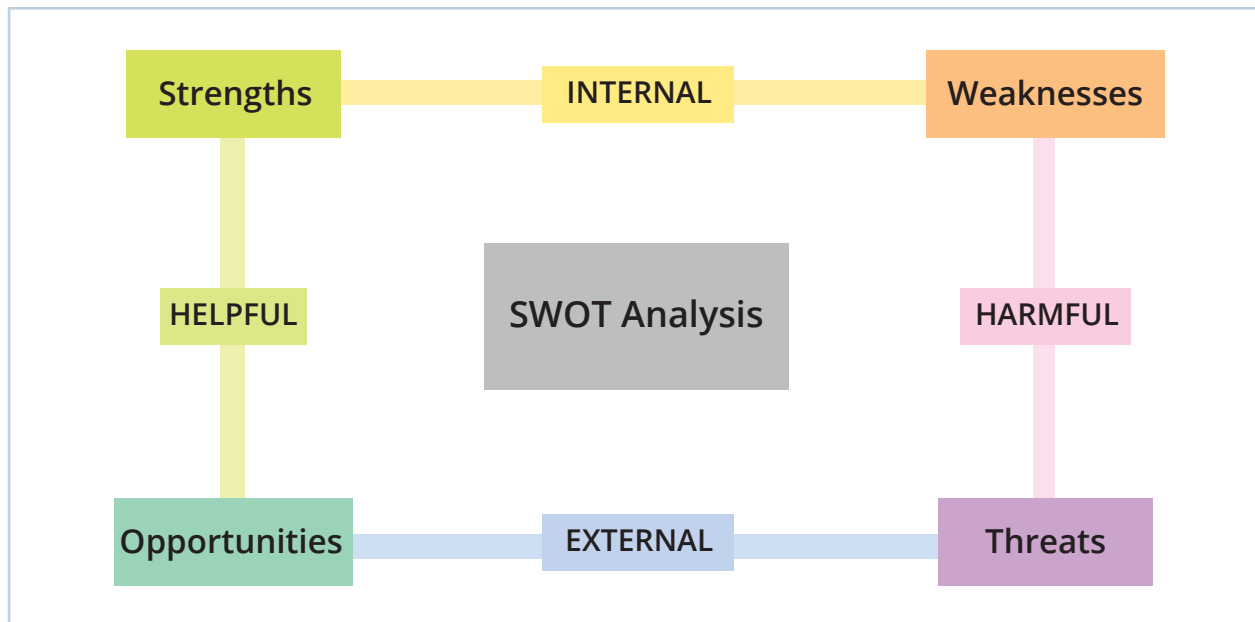 Strengths
INTERNAL
Weaknesses
HELPFUL
SWOT Analysis
HARMFUL
Opportunities
EXTERNAL
Threats